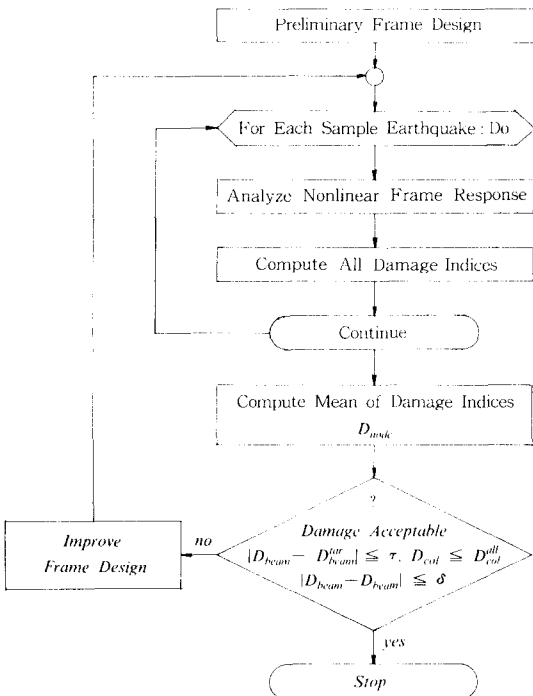 Preliminary Frame Design
For Each Sample Earthquake : Do
Analyze Nonlinear Frame Response
Compute All Damage Indices
Continue
Compute Mean of Damage Indices
D_node
?
Damage Acceptable
|D_beam − D_beam^tar| ≦ τ, D_col ≦ D_col^all
|D_beam − D_beam| ≦ δ
no
Improve
Frame Design
yes
Stop